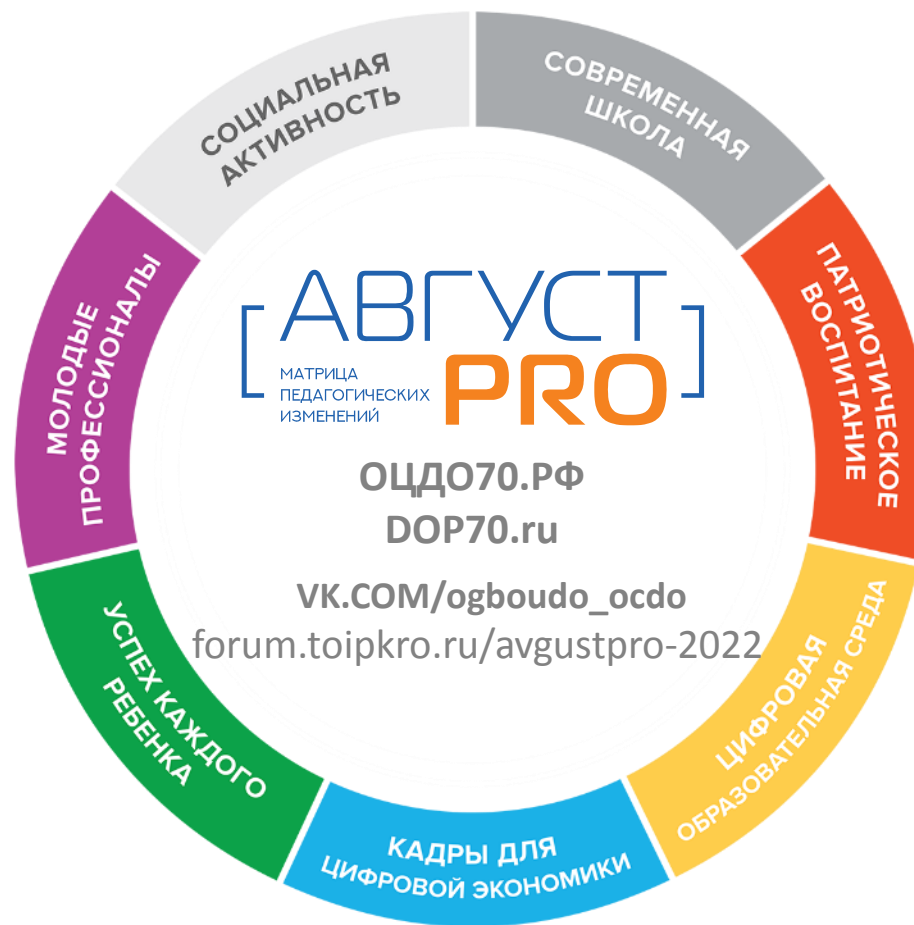 СОЦИАЛЬНАЯ
АКТИВНОСТЬ
СОВРЕМЕННАЯ
ШКОЛА
ПАТРИОТИЧЕСКОЕ
ВОСПИТАНИЕ
ЦИФРОВАЯ
ОБРАЗОВАТЕЛЬНАЯ СРЕДА
КАДРЫ ДЛЯ
ЦИФРОВОЙ ЭКОНОМИКИ
УСПЕХ КАЖДОГО
РЕБЕНКА
МОЛОДЫЕ
ПРОФЕССИОНАЛЫ
[АВГУСТ
PRO]
МАТРИЦА
ПЕДАГОГИЧЕСКИХ
ИЗМЕНЕНИЙ
ОЦДО70.РФ
DOP70.ru
VK.COM/ogboudo_ocdo
forum.toipkro.ru/avgustpro-2022